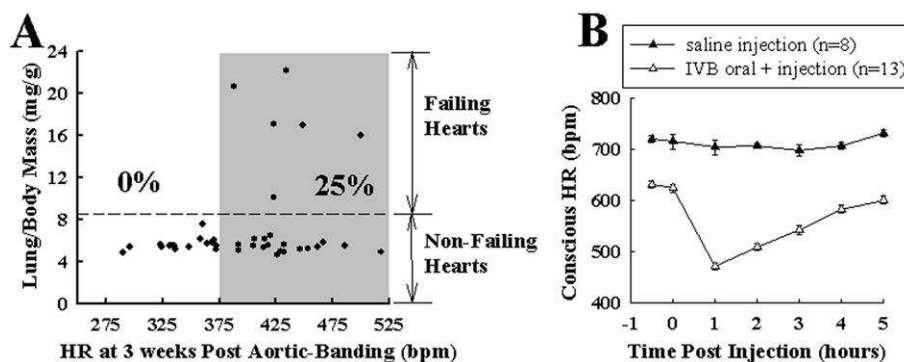 A
Lung/Body Mass (mg/g)
24
20
16
12
8
4
0
0%
25%
Failing
Hearts
Non-Failing
Hearts
275
325
375
425
475
525
HR at 3 weeks Post Aortic-Banding (bpm)
B
saline injection (n=8)
IVB oral + injection (n=13)
Conscious HR (bpm)
800
700
600
500
400
-1
0
1
2
3
4
5
Time Post Injection (hours)